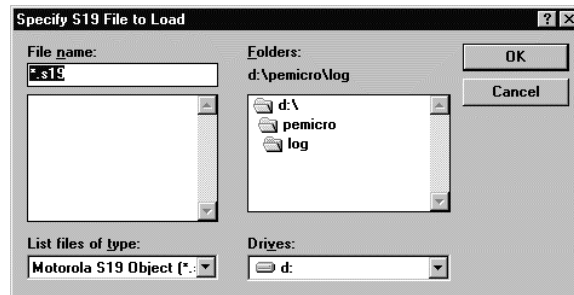 Specify S19 File to Load
File name:
*.s19
Folders:
d:\pemicro\log
d:\
pemicro
log
OK
Cancel
List files of type:
Motorola S19 Object (*.s
Drives:
d: